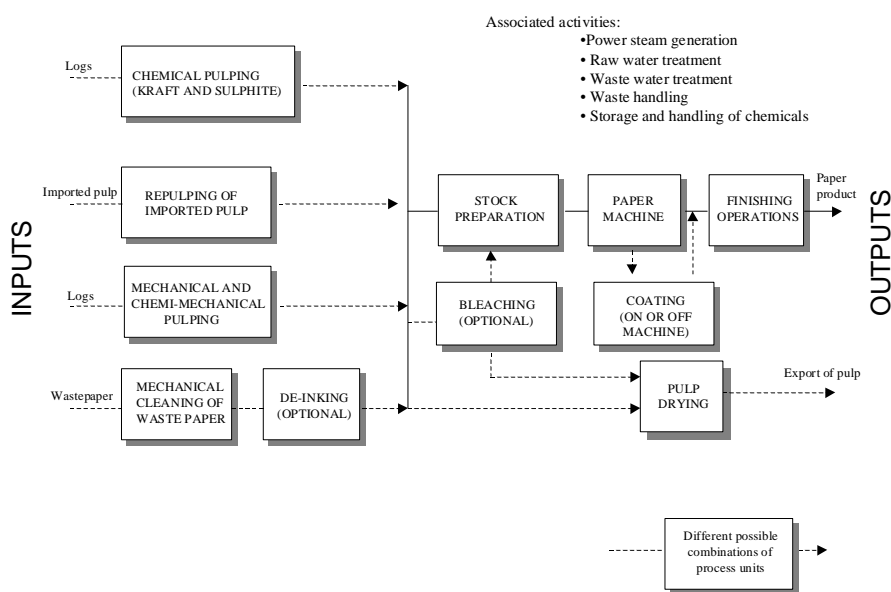 Associated activities:
•Power steam generation
• Raw water treatment
• Waste water treatment
• Waste handling
• Storage and handling of chemicals
INPUTS
Logs
CHEMICAL PULPING
(KRAFT AND SULPHITE)
Imported pulp
REPULPING OF
IMPORTED PULP
Logs
MECHANICAL AND
CHEMI-MECHANICAL
PULPING
Wastepaper
MECHANICAL
CLEANING OF
WASTE PAPER
DE-INKING
(OPTIONAL)
STOCK
PREPARATION
BLEACHING
(OPTIONAL)
PAPER
MACHINE
COATING
(ON OR OFF
MACHINE)
FINISHING
OPERATIONS
PULP
DRYING
Paper
product
Export of pulp
OUTPUTS
Different possible
combinations of
process units